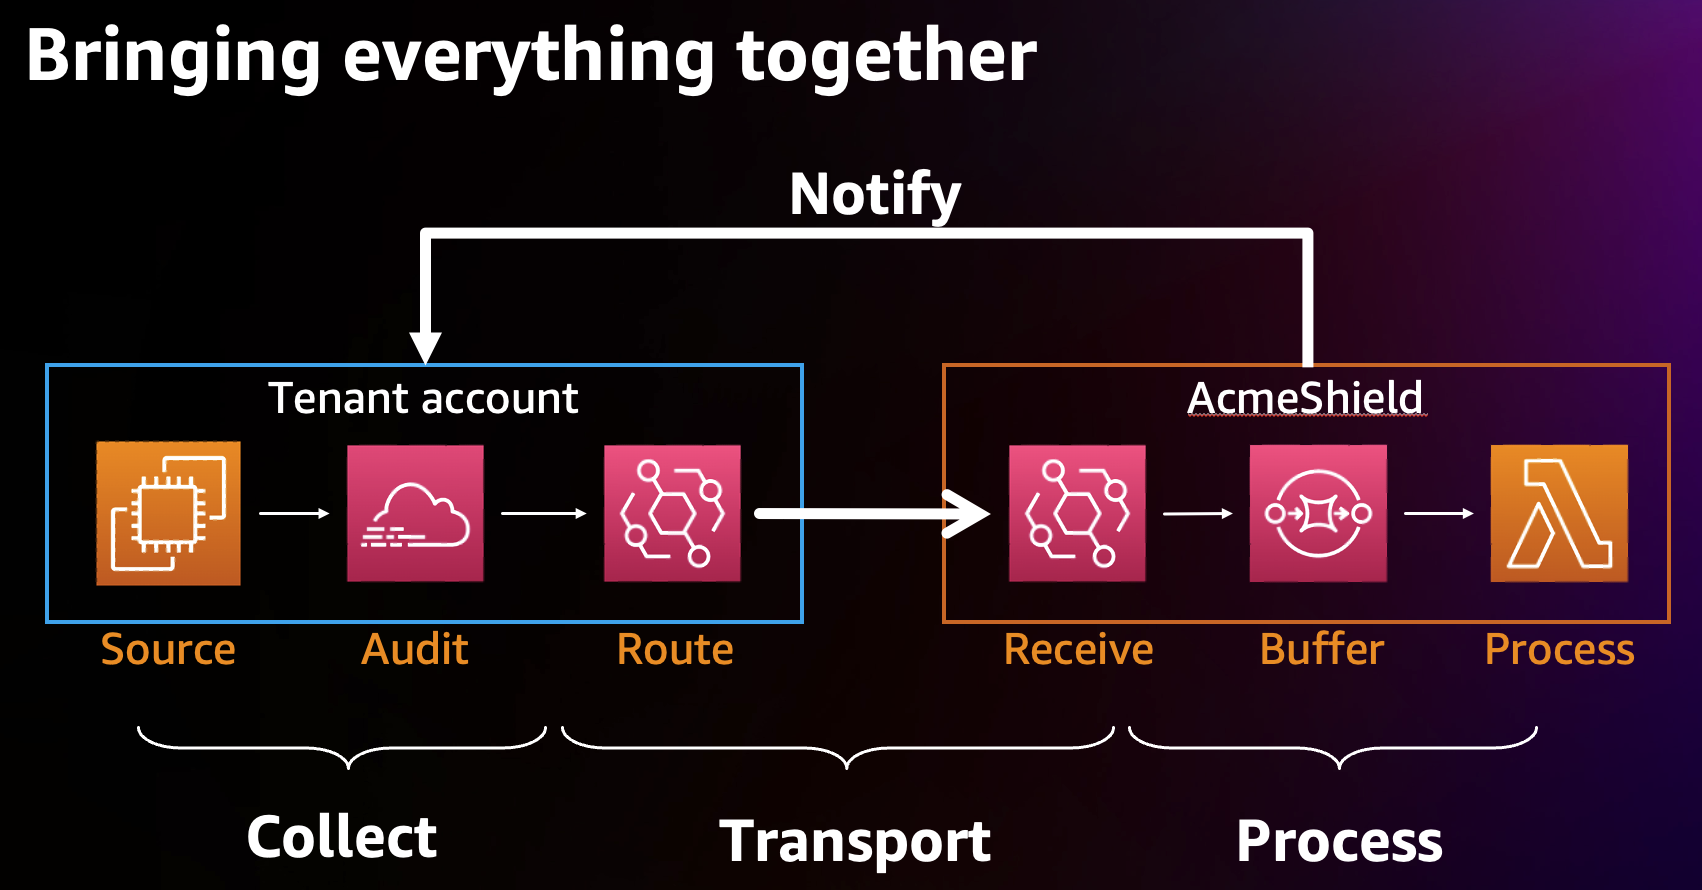 Bringing everything together
Notify
Tenant account
AcmeShield
Source
Audit
Route
Receive
Buffer
Process
Collect
Transport
Process